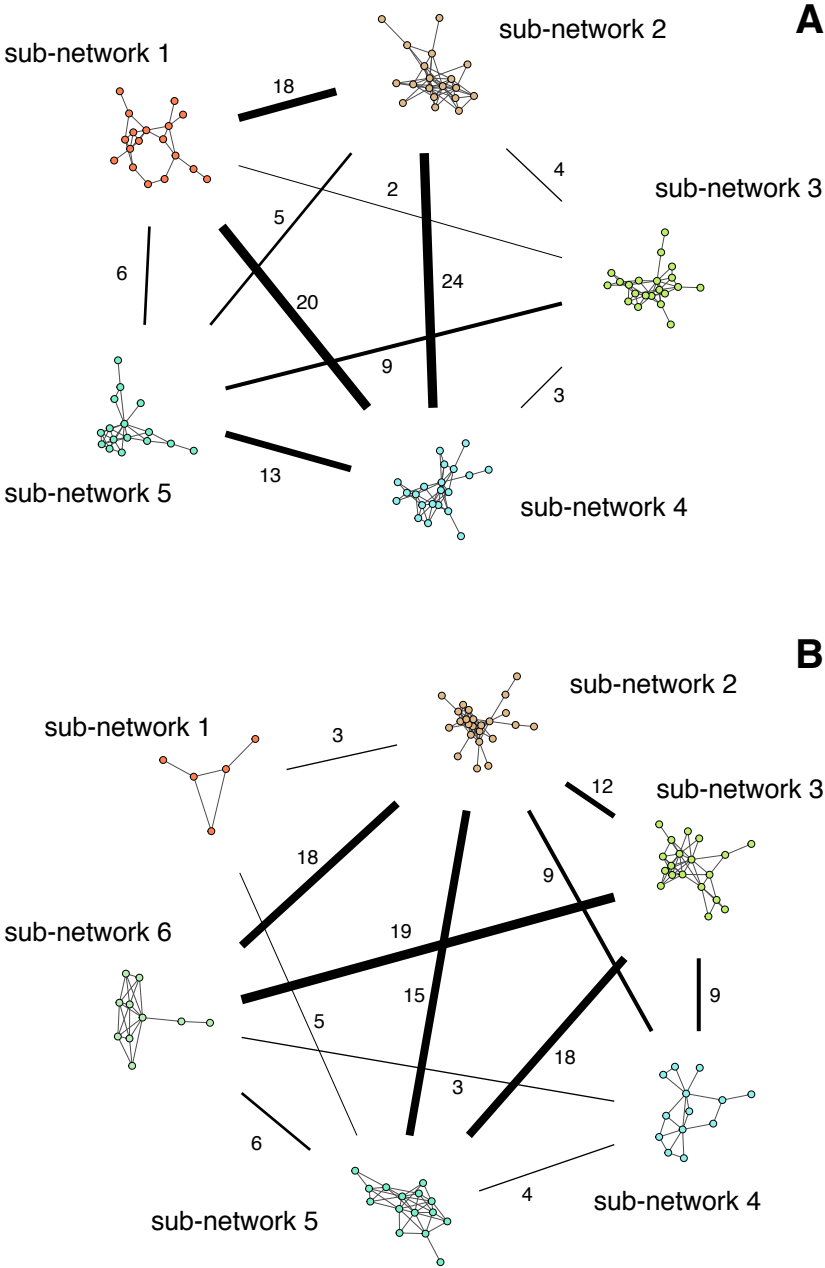 A
sub-network 2
sub-network 1
18
4
2
sub-network 3
5
6
24
20
9
3
13
sub-network 5
sub-network 4
B
sub-network 2
sub-network 1
3
12
sub-network 3
18
9
sub-network 6
19
15
9
5
18
3
6
4
sub-network 4
sub-network 5